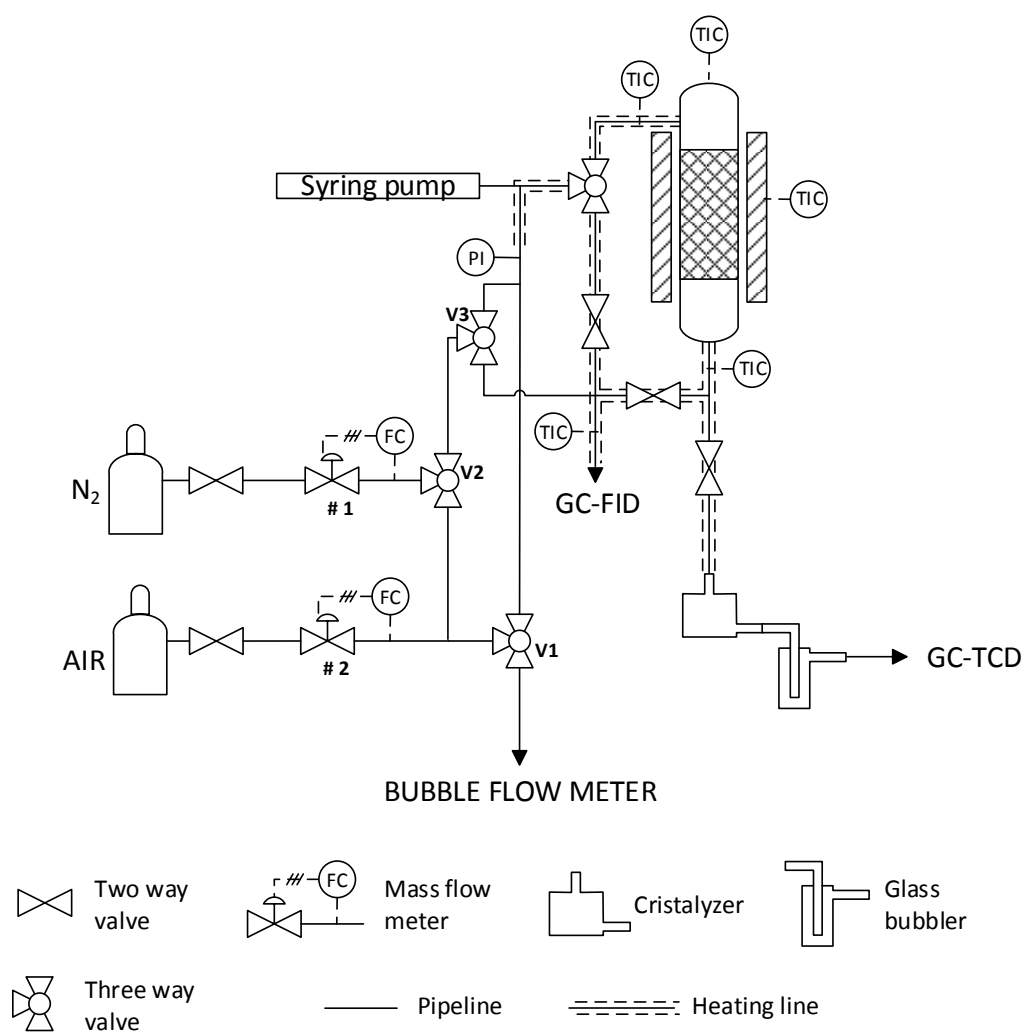 TIC
TIC
Syring pump
TIC
PI
V3
TIC
FC
TIC
N2
V2
# 1
GC-FID
FC
AIR
# 2
V1
GC-TCD
BUBBLE FLOW METER
Two way
valve
FC
Mass flow
meter
Cristalyzer
Glass
bubbler
Three way
valve
Pipeline
Heating line